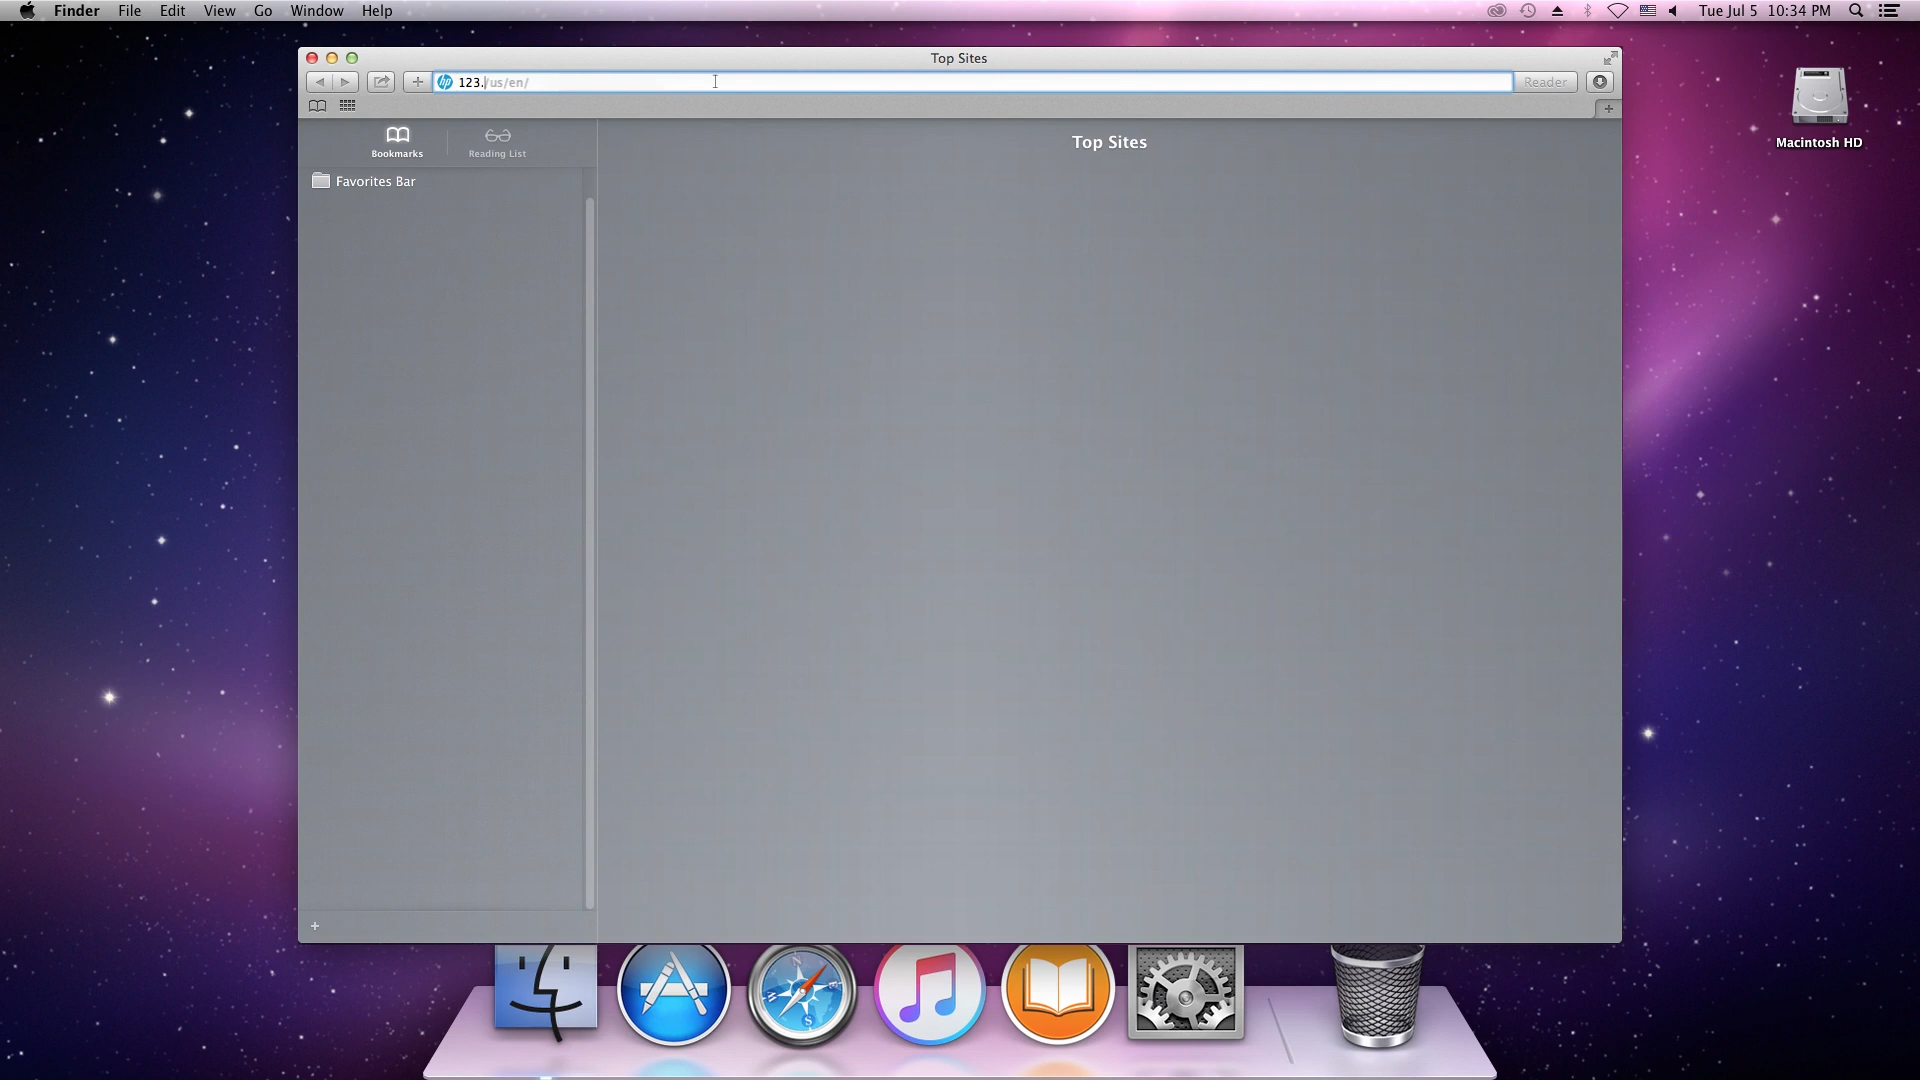 Finder File Edit View Go Window Help
Tue Jul 5 10:34 PM
Top Sites
hp 123./us/en/
Reader
Bookmarks
Reading List
Top Sites
Favorites Bar
Macintosh HD
N
W
E
S